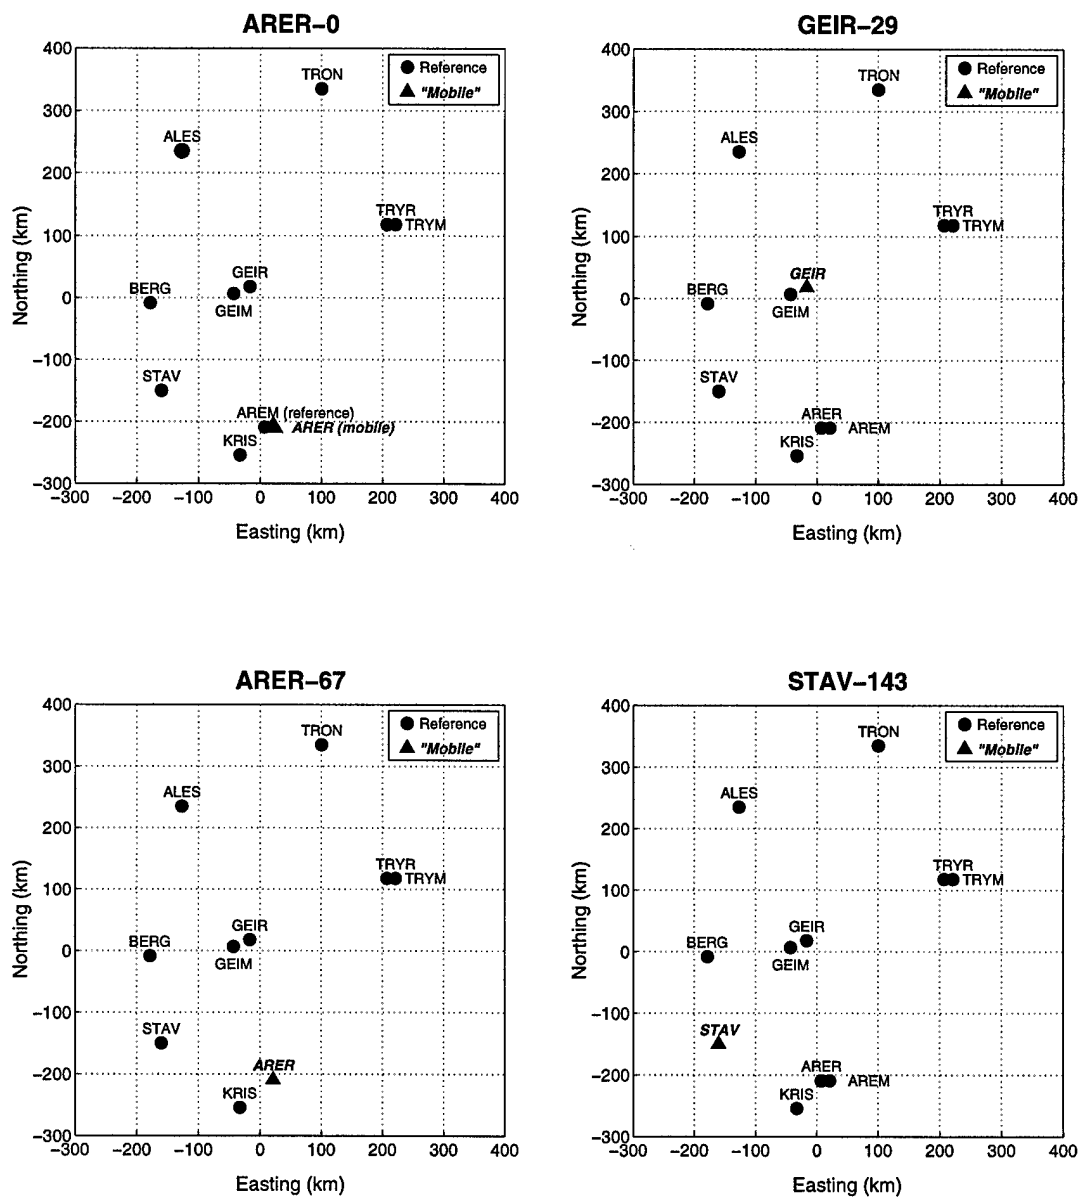 ARER–0
400
300
200
100
0
−100
−200
−300
−300 −200 −100 0 100 200 300 400
Northing (km)
Easting (km)
Reference
"Mobile"
TRON
ALES
TRYR
TRYM
GEIR
BERG
GEIM
STAV
AREM (reference)
ARER (mobile)
KRIS
GEIR–29
400
300
200
100
0
−100
−200
−300
−300 −200 −100 0 100 200 300 400
Northing (km)
Easting (km)
Reference
"Mobile"
TRON
ALES
TRYR
TRYM
GEIR
BERG
GEIM
STAV
ARER
AREM
KRIS
ARER–67
400
300
200
100
0
−100
−200
−300
−300 −200 −100 0 100 200 300 400
Northing (km)
Easting (km)
Reference
"Mobile"
TRON
ALES
TRYR
TRYM
GEIR
BERG
GEIM
STAV
ARER
KRIS
STAV–143
400
300
200
100
0
−100
−200
−300
−300 −200 −100 0 100 200 300 400
Northing (km)
Easting (km)
Reference
"Mobile"
TRON
ALES
TRYR
TRYM
GEIR
BERG
GEIM
STAV
ARER
AREM
KRIS